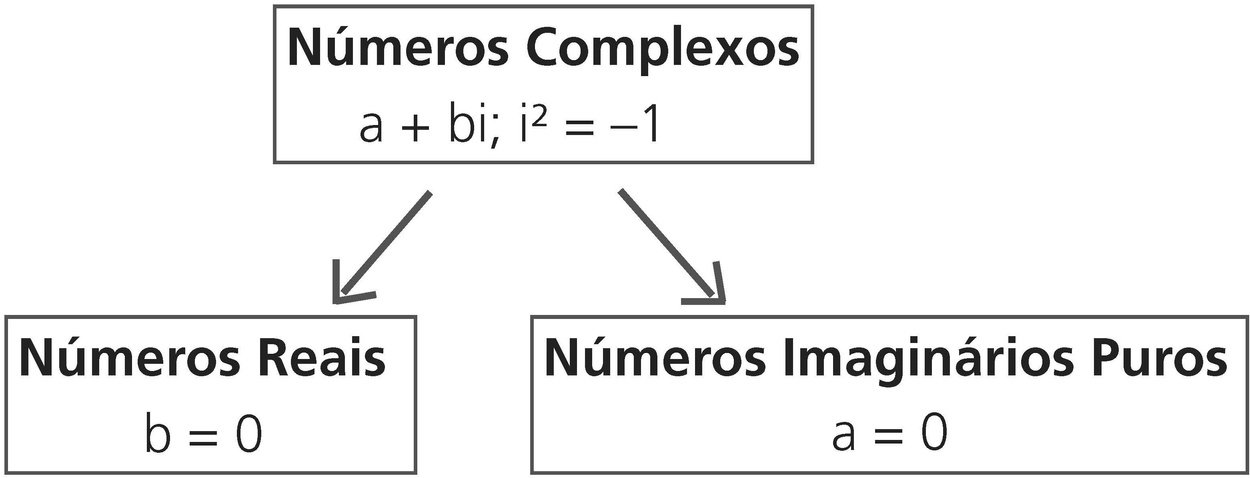 Números Complexos
a + bi; i² = –1
Números Reais
b = 0
Números Imaginários Puros
a = 0